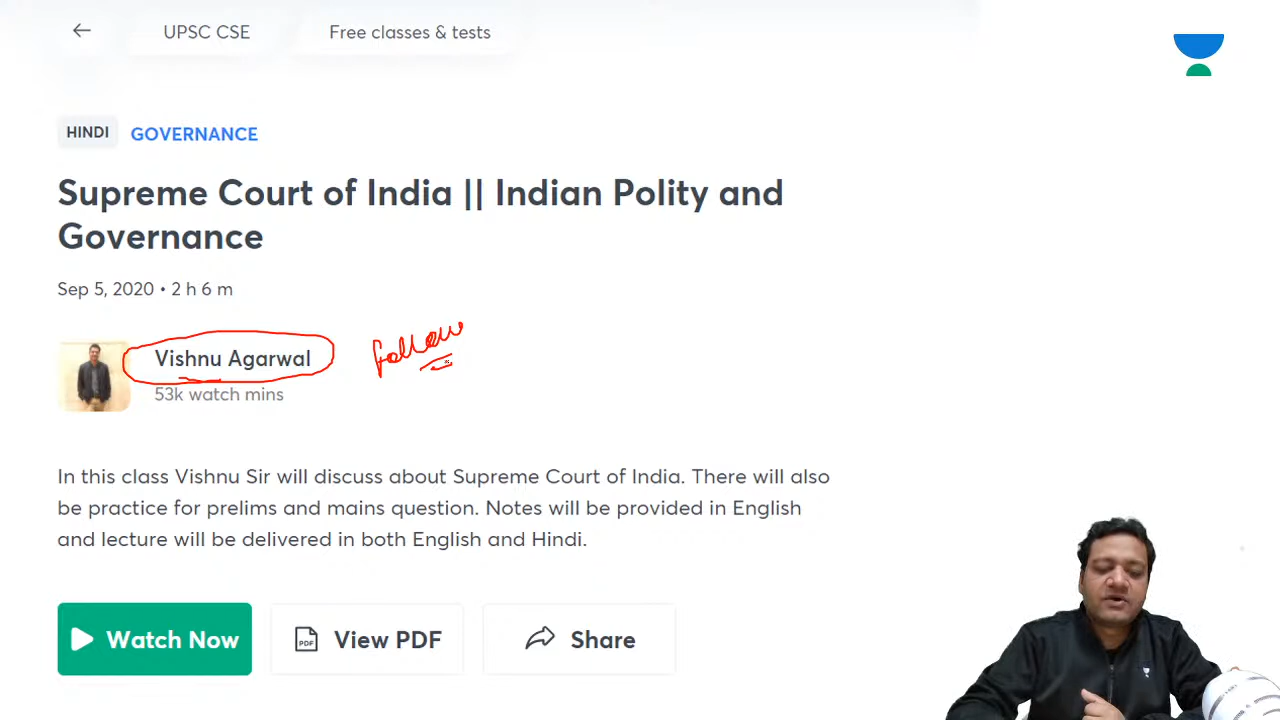 UPSC CSE
Free classes & tests
HINDI
GOVERNANCE
Supreme Court of India || Indian Polity and
Governance
Sep 5, 2020 • 2 h 6 m
Vishnu Agarwal
follow
53k watch mins
In this class Vishnu Sir will discuss about Supreme Court of India. There will also
be practice for prelims and mains question. Notes will be provided in English
and lecture will be delivered in both English and Hindi.
Watch Now
PDF
View PDF
Share